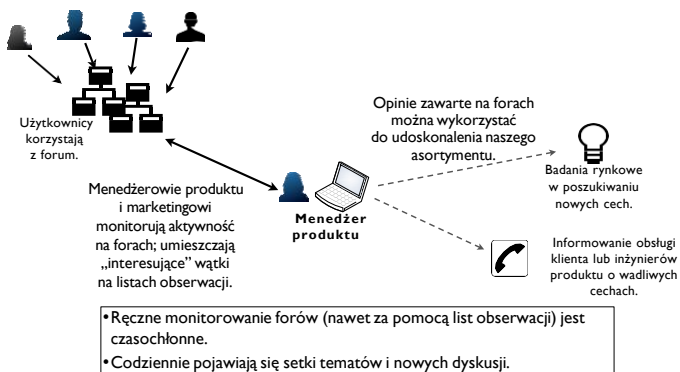 Użytkownicy
korzystają
z forum.
Menedżerowie produktu
i marketingowi
monitorują aktywność
na forach; umieszczają
„interesujące” wątki
na listach obserwacji.
Menedżer
produktu
Opinie zawarte na forach
można wykorzystać
do udoskonalenia naszego
asortymentu.
Badania rynkowe
w poszukiwaniu
nowych cech.
Informowanie obsługi
klienta lub inżynierów
produktu o wadliwych
cechach.
•Ręczne monitorowanie forów (nawet za pomocą list obserwacji) jest
czasochłonne.
•Codziennie pojawiają się setki tematów i nowych dyskusji.